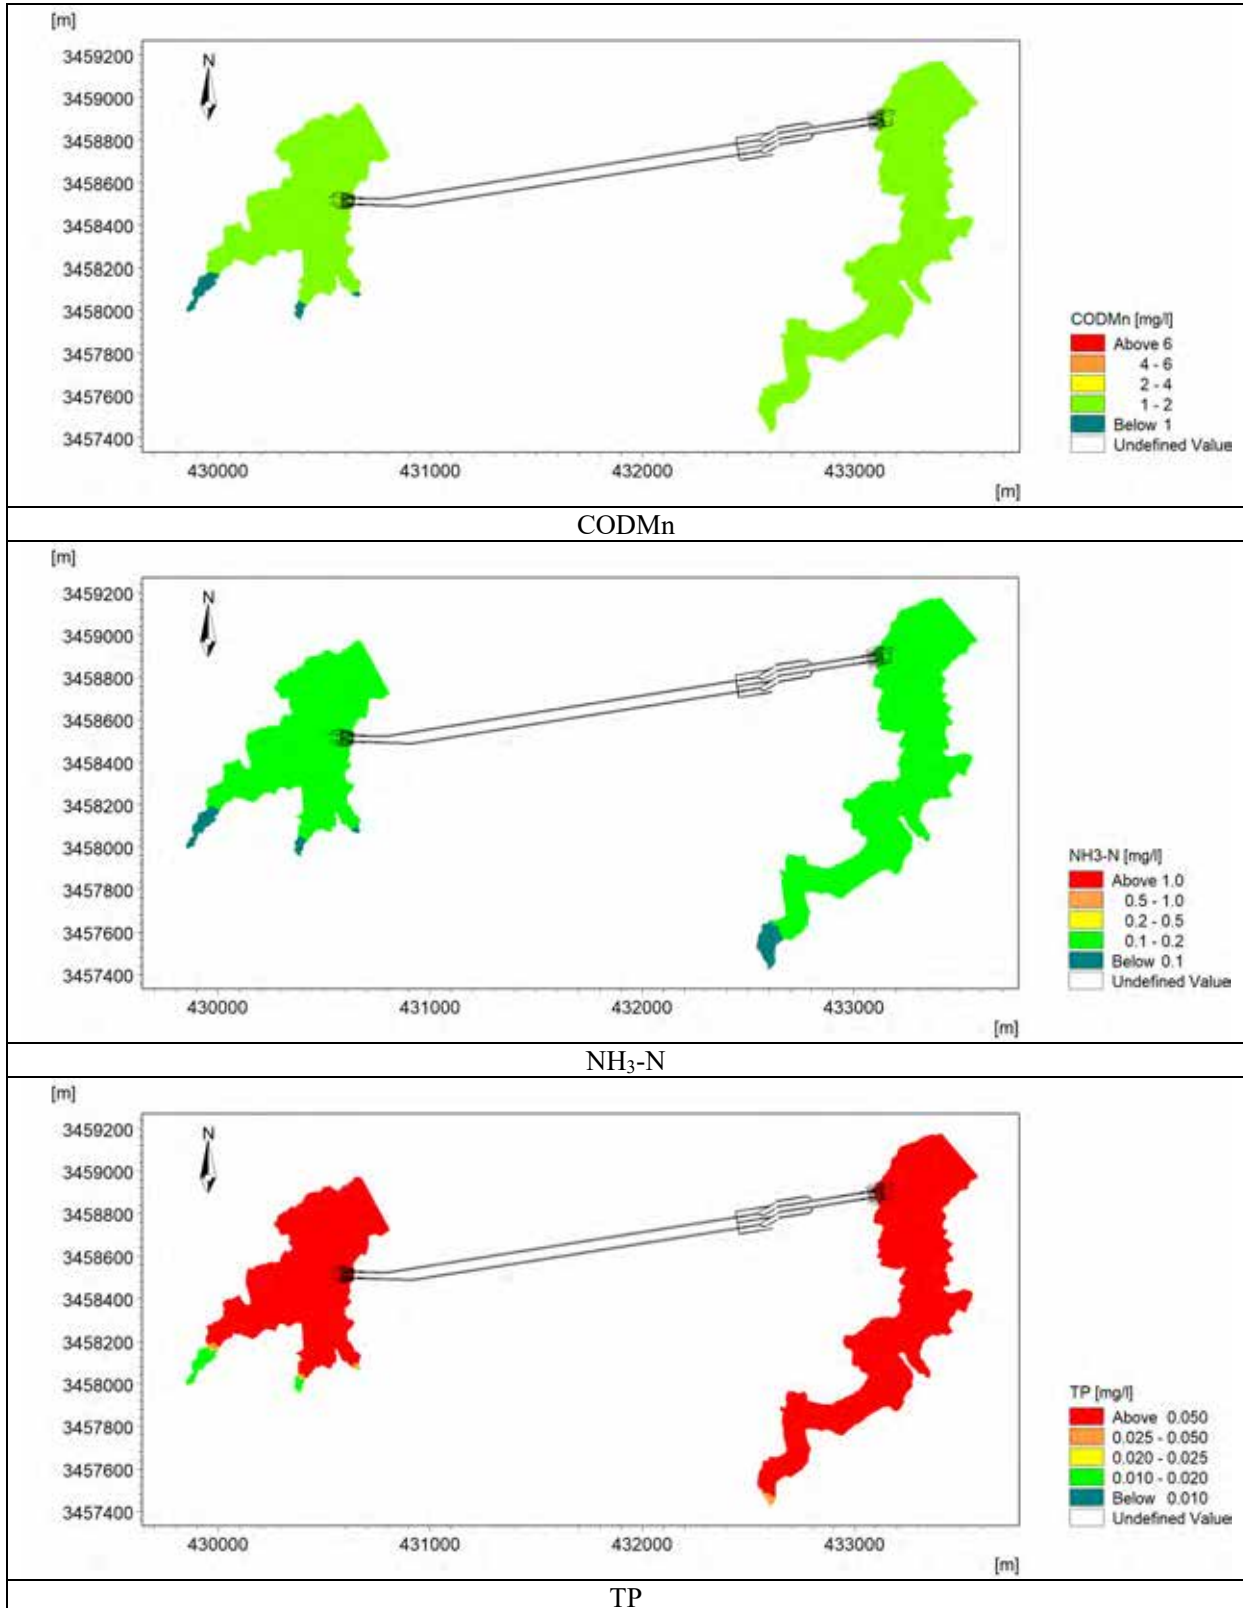 [m]
3459200
3459000
3458800
3458600
3458400
3458200
3458000
3457800
3457600
3457400
N
430000 431000 432000 433000
[m]
CODMn [mg/l]
Above 6
4 - 6
2 - 4
1 - 2
Below 1
Undefined Value
CODMn
[m]
3459200
3459000
3458800
3458600
3458400
3458200
3458000
3457800
3457600
3457400
N
430000 431000 432000 433000
[m]
NH3-N [mg/l]
Above 1.0
0.5 - 1.0
0.2 - 0.5
0.1 - 0.2
Below 0.1
Undefined Value
NH₃-N
[m]
3459200
3459000
3458800
3458600
3458400
3458200
3458000
3457800
3457600
3457400
N
430000 431000 432000 433000
[m]
TP [mg/l]
Above 0.050
0.025 - 0.050
0.020 - 0.025
0.010 - 0.020
Below 0.010
Undefined Value
TP